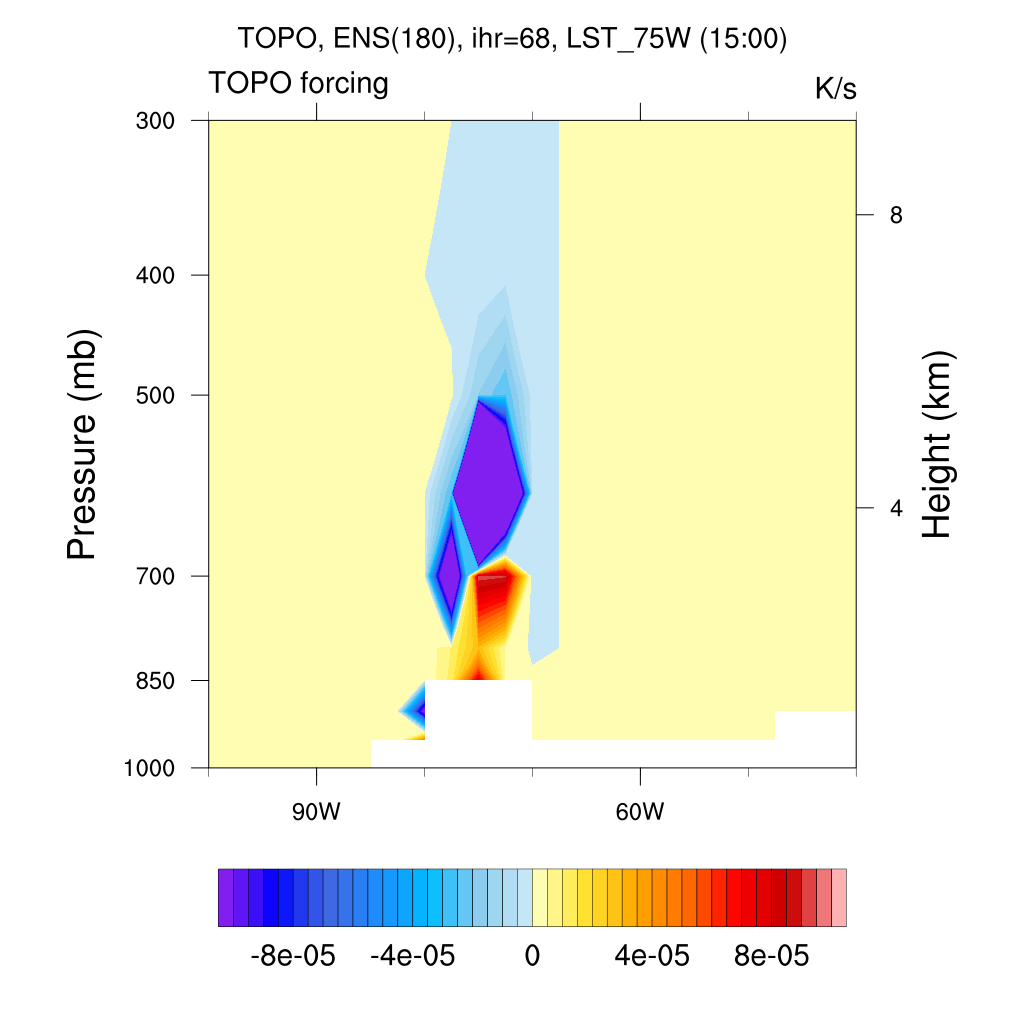 TOPO, ENS(180), ihr=68, LST_75W (15:00)
TOPO forcing
K/s
300
400
500
700
850
1000
Pressure (mb)
8
4
Height (km)
90W
60W
-8e-05
-4e-05
0
4e-05
8e-05